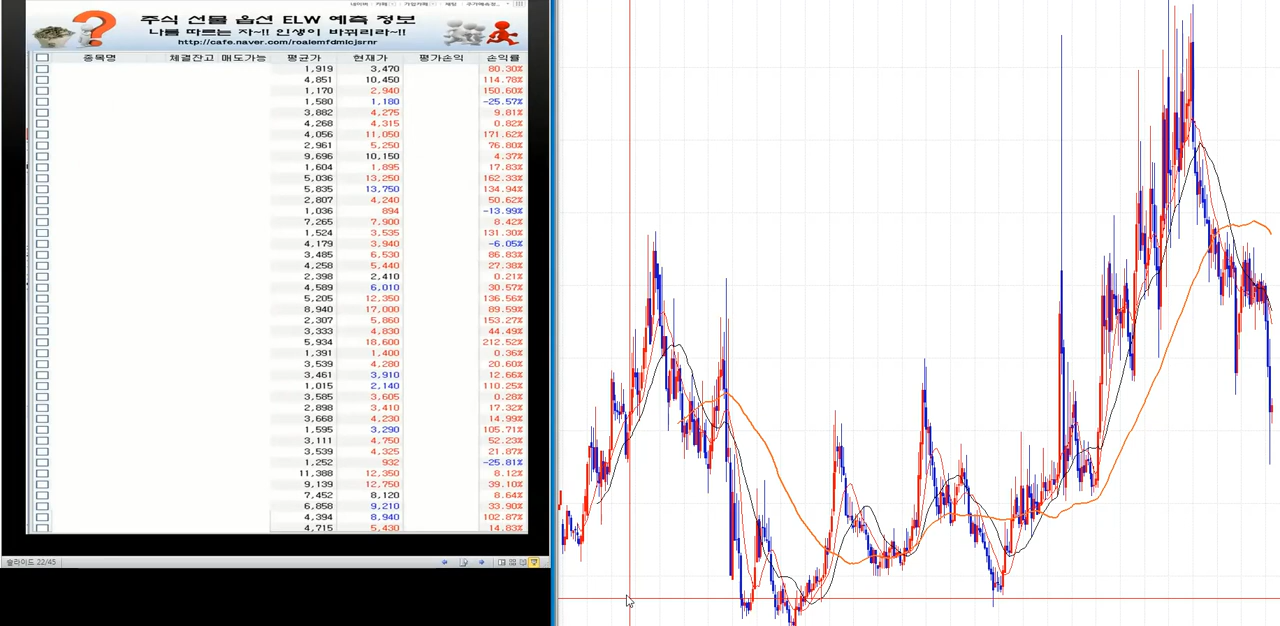 주식 선물 옵션 ELW 예측 정보
나를 따르는 자~!! 인생이 바뀌리라~!!
http://cafe.naver.com/roalemfdmlcjsrnr
종목명 체결잔고 매도가능 평균가 현재가 평가손익 손익률
1,919 3,470 80.30%
4,851 10,450 114.78%
1,170 2,940 150.60%
1,580 1,180 -25.57%
3,882 4,275 9.81%
4,268 4,315 0.82%
4,056 11,050 171.62%
2,961 5,250 76.80%
9,696 10,150 4.37%
1,604 1,895 17.83%
5,036 13,250 162.33%
5,835 13,750 134.94%
2,807 4,240 50.62%
1,036 894 -13.99%
7,265 7,900 8.42%
1,524 3,535 131.30%
4,179 3,940 -6.05%
3,485 6,530 86.83%
4,258 5,440 27.38%
2,398 2,410 0.21%
4,589 6,010 30.57%
5,205 12,350 136.56%
8,940 17,000 89.59%
2,307 5,860 153.27%
3,333 4,830 44.49%
5,934 18,600 212.52%
1,391 1,400 0.36%
3,539 4,280 20.60%
3,461 3,910 12.66%
1,015 2,140 110.25%
3,585 3,605 0.28%
2,898 3,410 17.32%
3,668 4,230 14.99%
1,595 3,290 105.71%
3,111 4,750 52.23%
3,539 4,325 21.87%
1,252 932 -25.81%
11,388 12,350 8.12%
9,139 12,750 39.10%
7,452 8,120 8.64%
6,858 9,210 33.90%
4,394 8,940 102.87%
4,715 5,430 14.83%
슬라이드 22/45